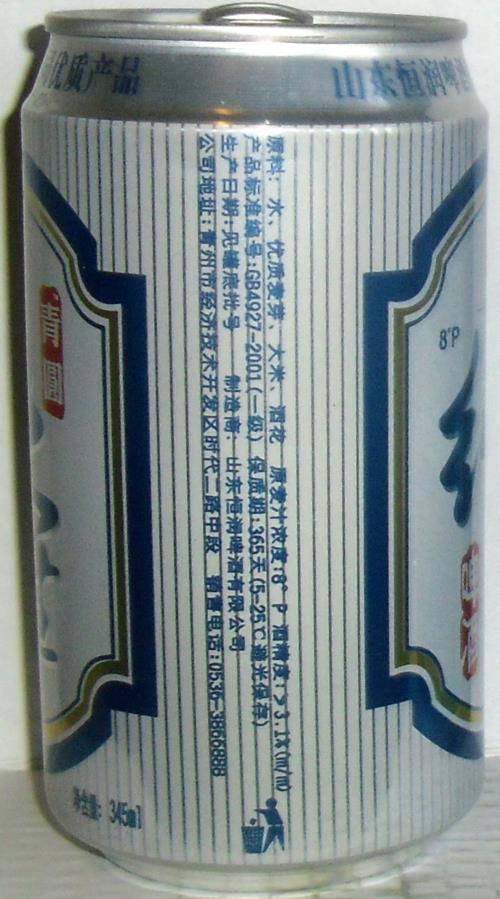 优质产品
山东恒润啤
青圓
8°P
原料: 水、优质麦芽、大米、酒花 原麦汁浓度:8° P 酒精度:≥3.1%(m/m)
产品标准编号:GB4927-2001(一级) 保质期:365天(5-25℃避光保存)
生产日期:见罐底批号 制造商: 山东恒润啤酒有限公司
公司地址:青州市经济技术开发区时代二路中段 销售电话:0536-3866888
净含量: 345ml